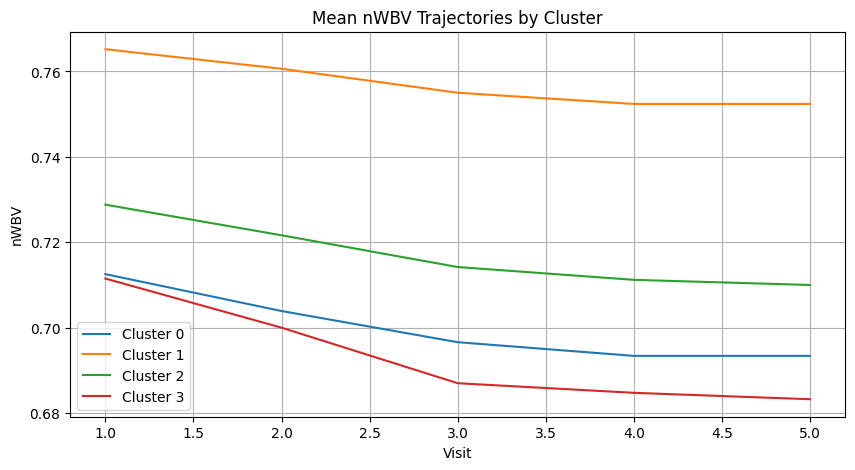 Mean nWBV Trajectories by Cluster
nWBV
0.76
0.74
0.72
0.70
0.68
Cluster 0
Cluster 1
Cluster 2
Cluster 3
1.0 1.5 2.0 2.5 3.0 3.5 4.0 4.5 5.0
Visit